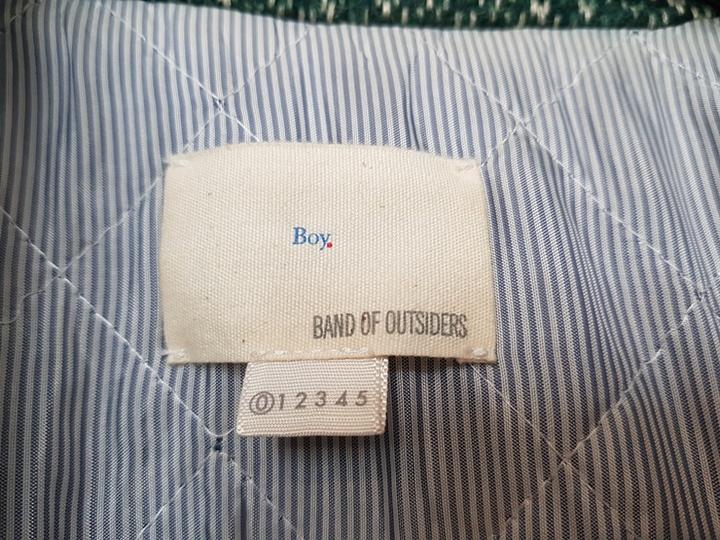 Boy.
BAND OF OUTSIDERS
0 1 2 3 4 5